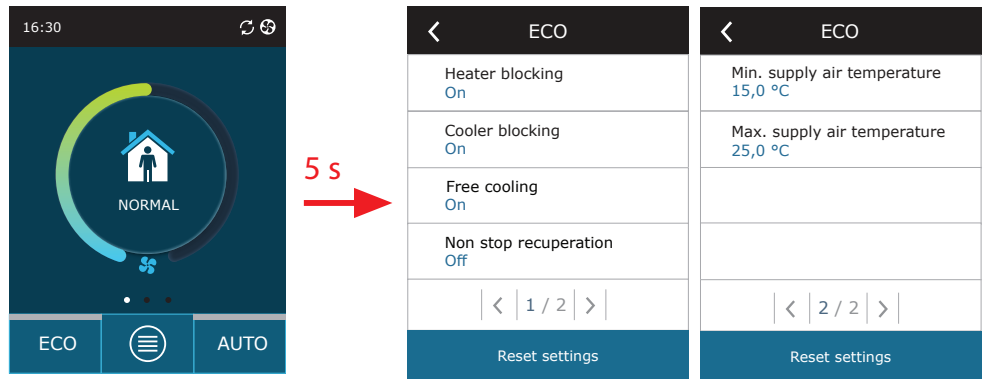 16:30
NORMAL
ECO
AUTO
5 s
ECO
Heater blocking
On
Cooler blocking
On
Free cooling
On
Non stop recuperation
Off
1 / 2
Reset settings
ECO
Min. supply air temperature
15,0 °C
Max. supply air temperature
25,0 °C
2 / 2
Reset settings